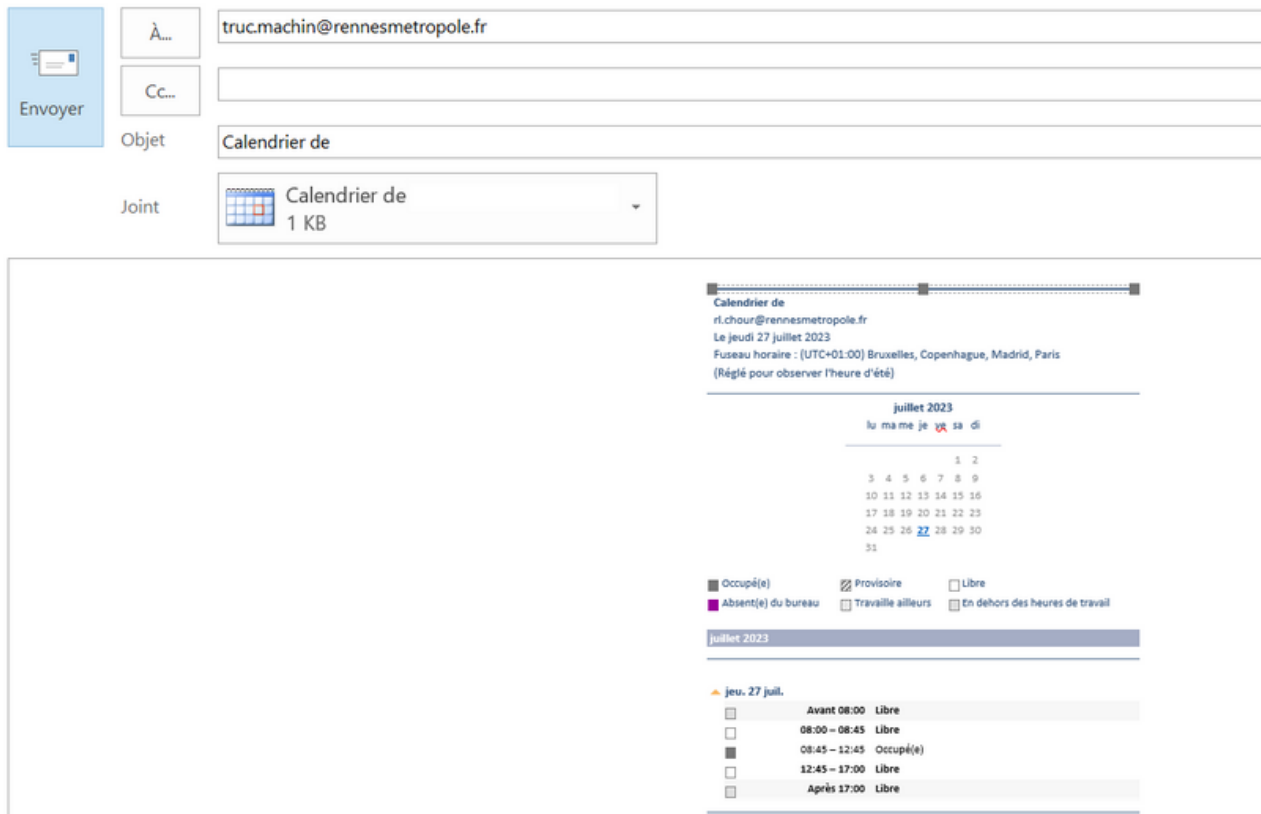 À...
truc.machin@rennesmetropole.fr
Cc...
Envoyer
Objet
Calendrier de
Joint
Calendrier de
1 KB
Calendrier de
rl.chour@rennesmetropole.fr
Le jeudi 27 juillet 2023
Fuseau horaire : (UTC+01:00) Bruxelles, Copenhague, Madrid, Paris
(Réglé pour observer l'heure d'été)
juillet 2023
lu ma me je ve sa di
1 2
3 4 5 6 7 8 9
10 11 12 13 14 15 16
17 18 19 20 21 22 23
24 25 26 27 28 29 30
31
Occupé(e) Provisoire Libre
Absent(e) du bureau Travaille ailleurs En dehors des heures de travail
juillet 2023
jeu. 27 juil.
Avant 08:00 Libre
08:00 – 08:45 Libre
08:45 – 12:45 Occupé(e)
12:45 – 17:00 Libre
Après 17:00 Libre